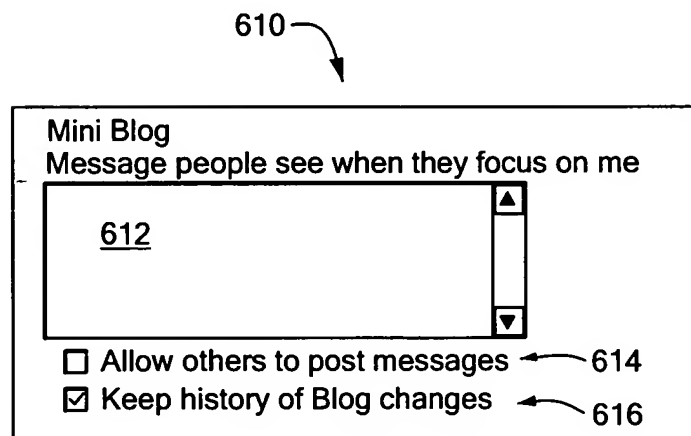 610
Mini Blog
Message people see when they focus on me
612
Allow others to post messages 614
Keep history of Blog changes 616